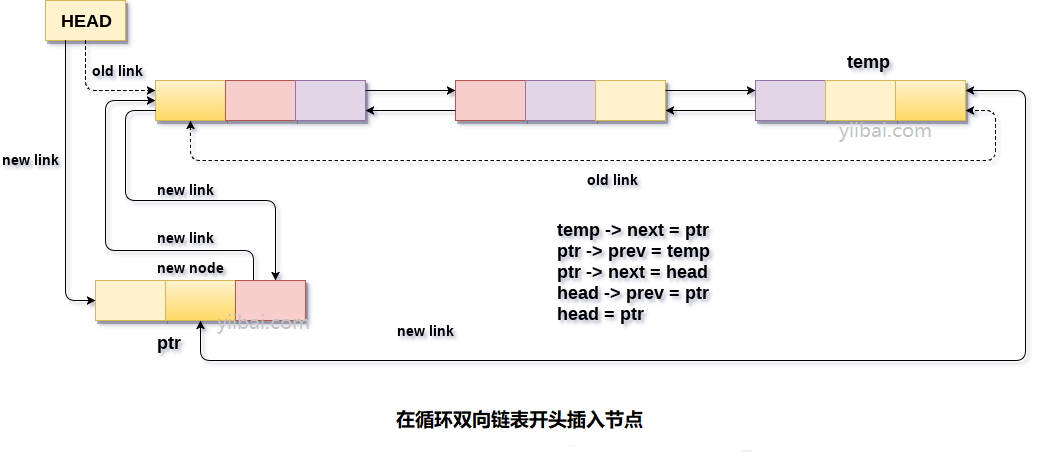 HEAD
old link
temp
yiibai.com
new link
old link
new link
new link
new node
temp -> next = ptr
ptr -> prev = temp
ptr -> next = head
head -> prev = ptr
head = ptr
yiibai.com
new link
ptr
在循环双向链表开头插入节点